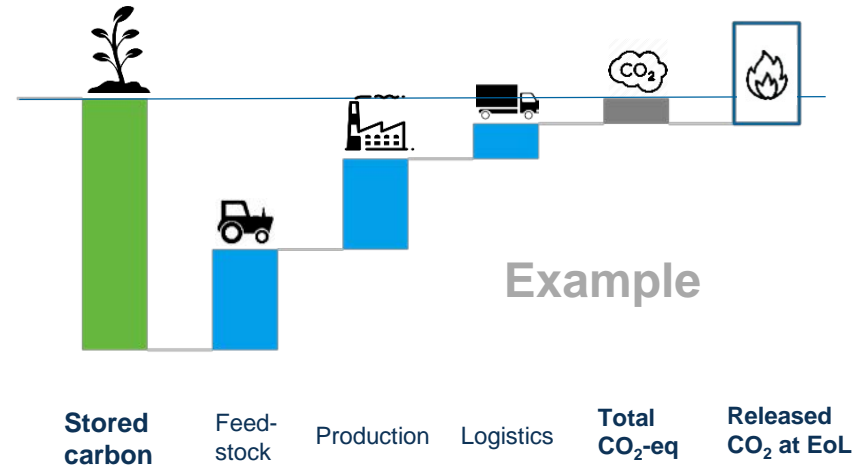 CO₂
Example
Stored
carbon
Feed-
stock
Production
Logistics
Total
CO₂-eq
Released
CO₂ at EoL